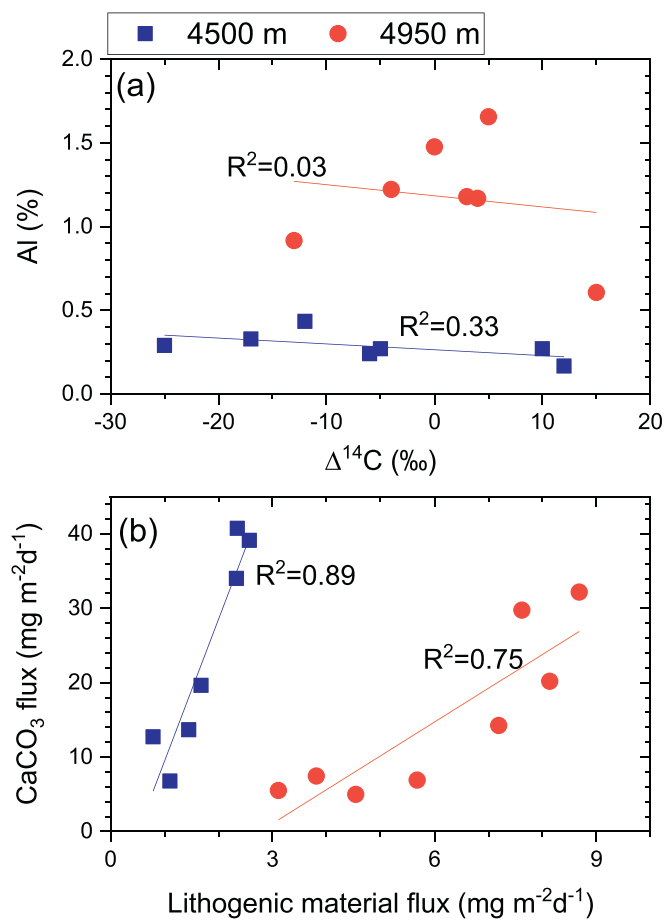 4500 m 4950 m
(a)
2.0
1.5
1.0
0.5
0.0
Al (%)
R²=0.03
R²=0.33
-30 -20 -10 0 10 20
Δ¹⁴C (‰)
(b)
40
30
20
10
0
CaCO₃ flux (mg m⁻²d⁻¹)
R²=0.89
R²=0.75
0 3 6 9
Lithogenic material flux (mg m⁻²d⁻¹)